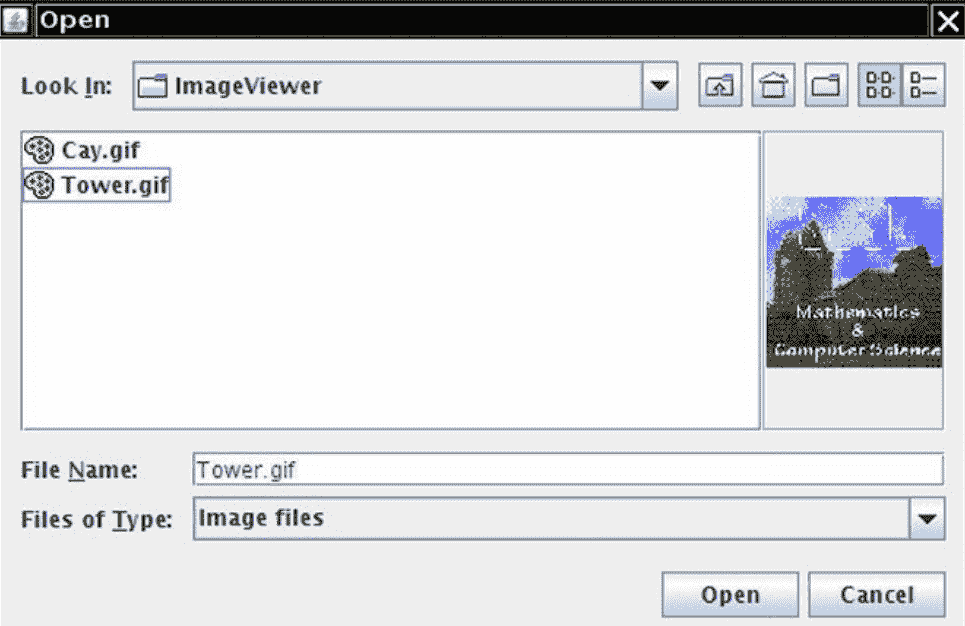 Open
Look In: ImageViewer
Cay.gif
Tower.gif
Mathematics
&
Computer Science
File Name: Tower.gif
Files of Type: Image files
Open Cancel